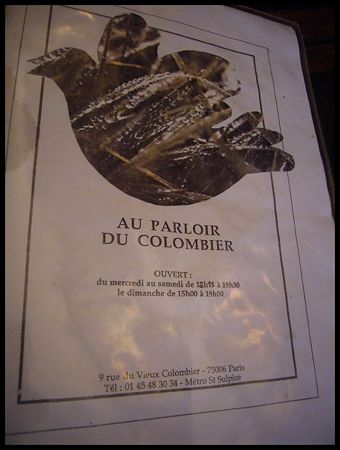 AU PARLOIR
DU COLOMBIER
OUVERT :
du mercredi au samedi de 12h15 à 19h30
le dimanche de 15h00 à 19h00
9 rue du Vieux Colombier - 75006 Paris
Tél : 01 45 48 30 34 - Métro St Sulpice